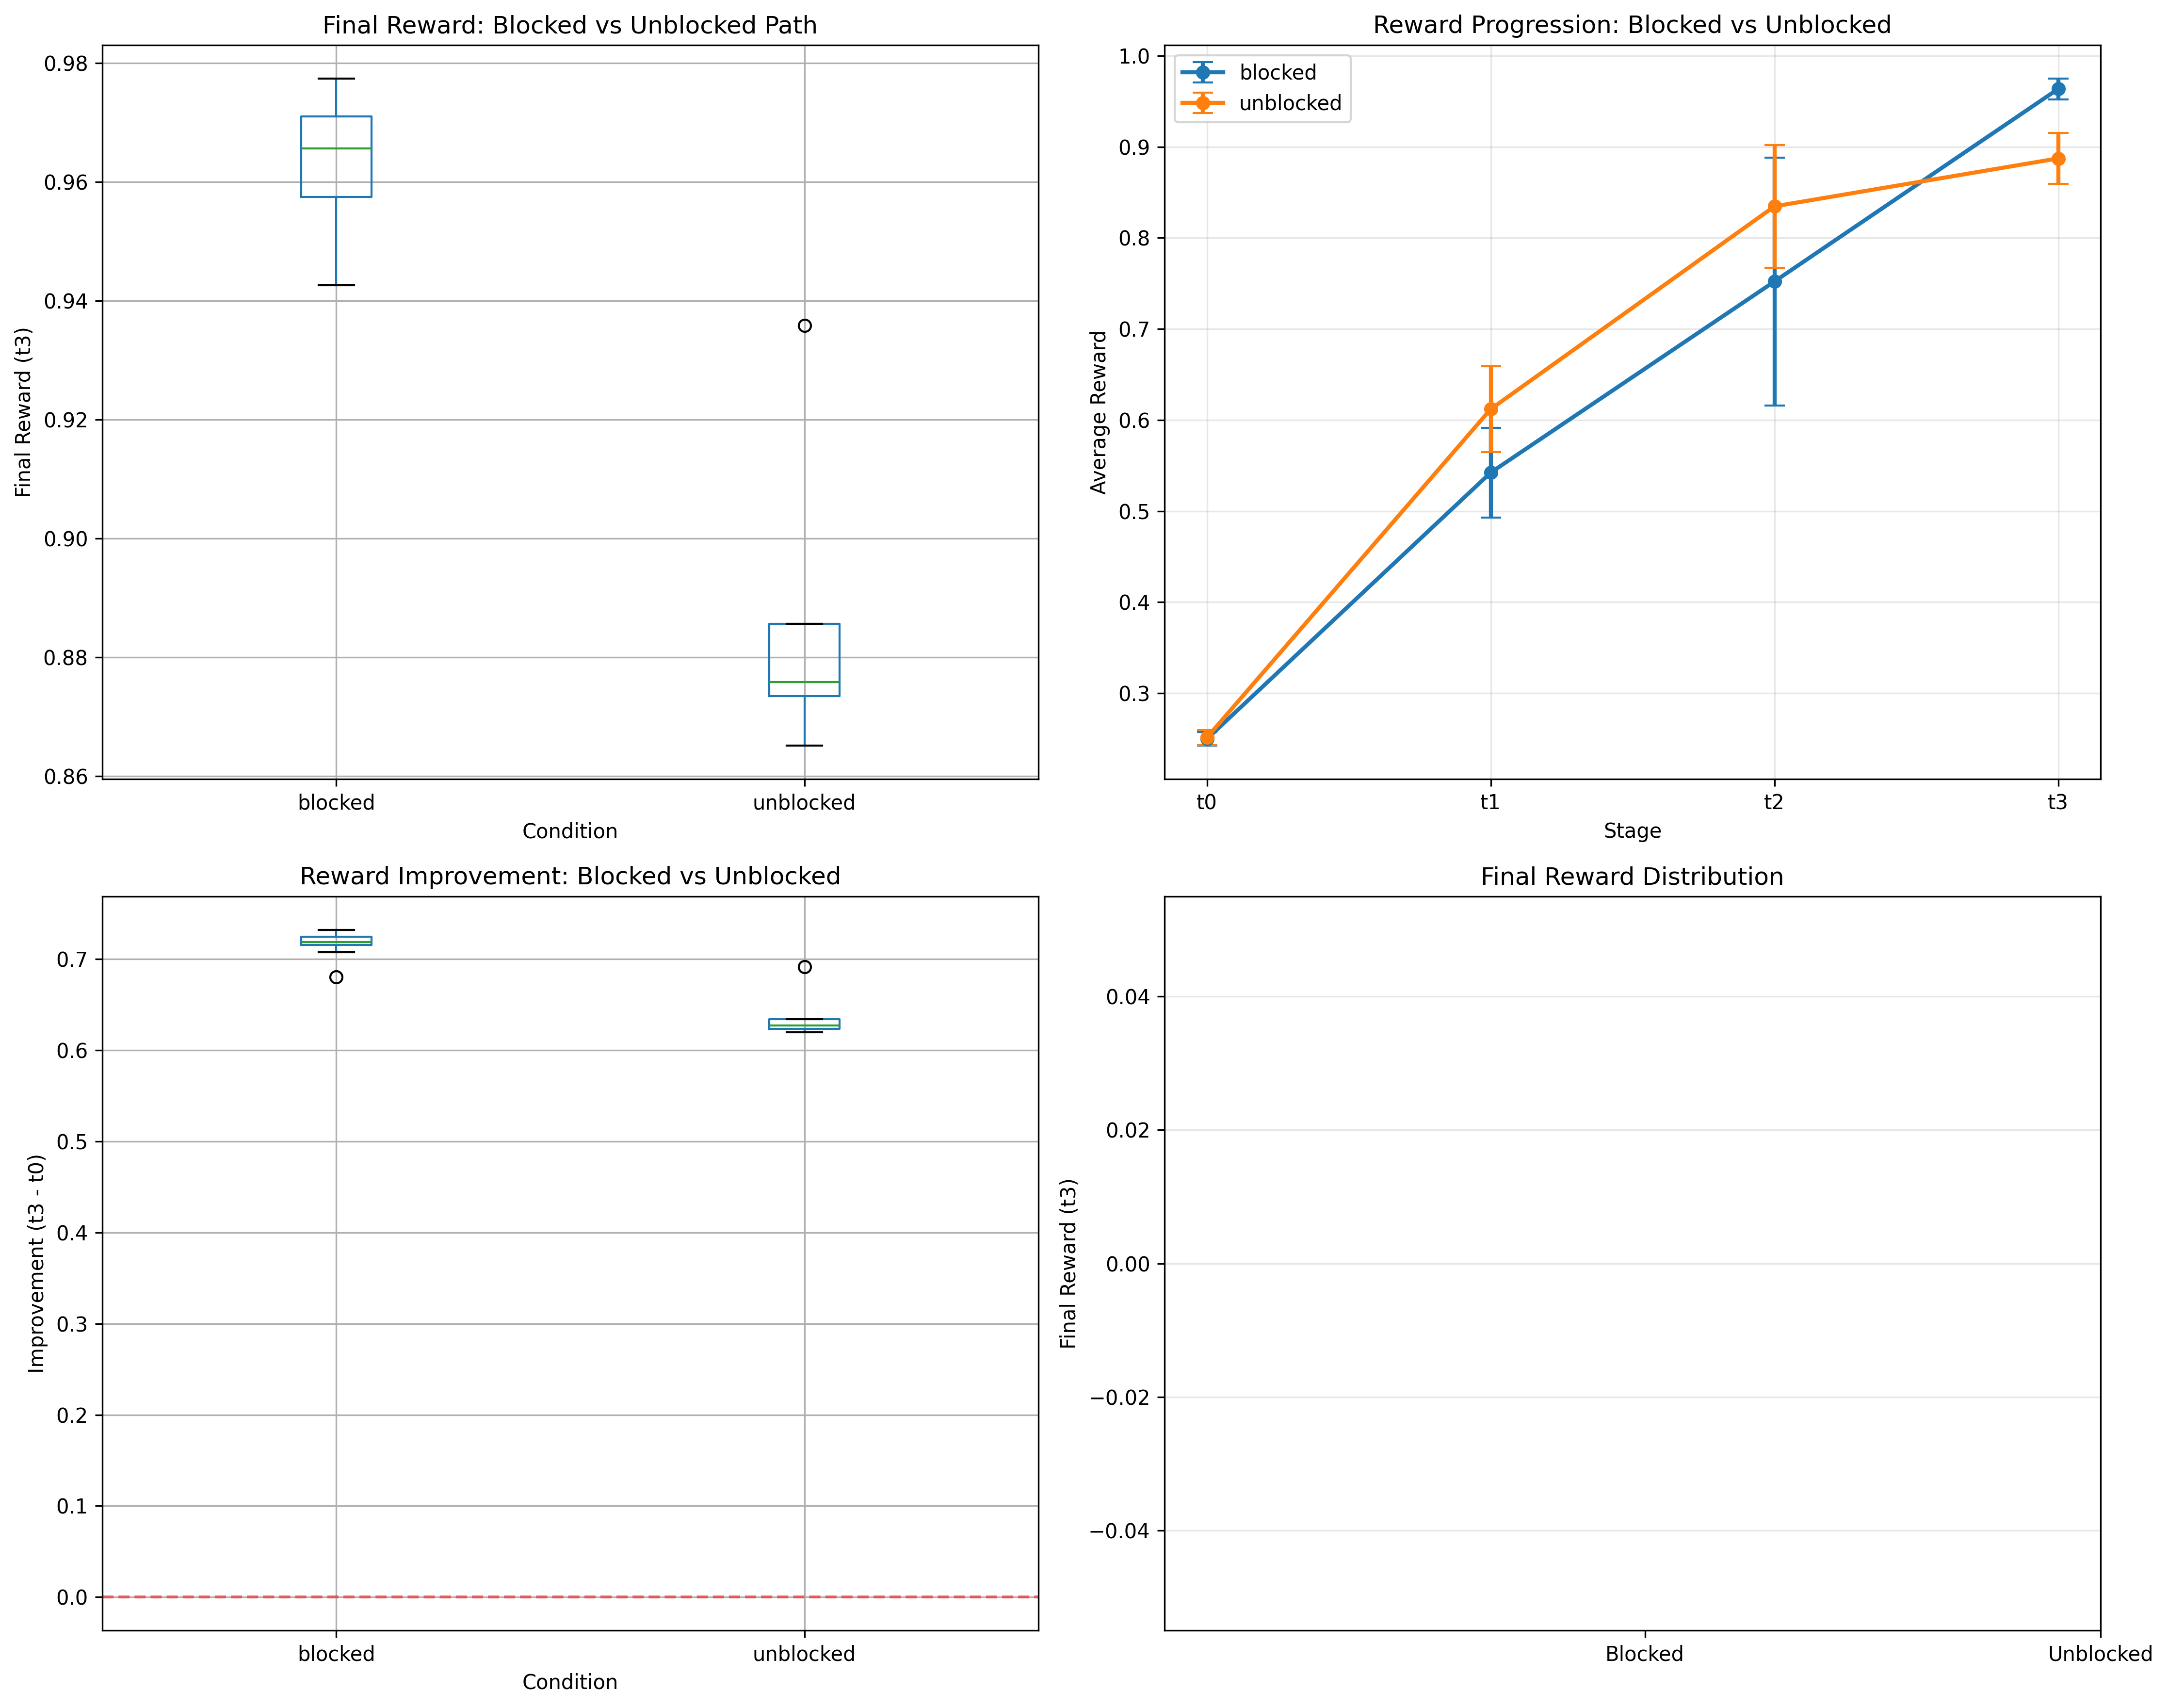 Final Reward: Blocked vs Unblocked Path
0.98
0.96
0.94
0.92
0.90
0.88
0.86
Final Reward (t3)
blocked
unblocked
Condition
Reward Progression: Blocked vs Unblocked
blocked
unblocked
1.0
0.9
0.8
0.7
0.6
0.5
0.4
0.3
Average Reward
t0
t1
t2
t3
Stage
Reward Improvement: Blocked vs Unblocked
0.7
0.6
0.5
0.4
0.3
0.2
0.1
0.0
Improvement (t3 - t0)
blocked
unblocked
Condition
Final Reward Distribution
0.04
0.02
0.00
−0.02
−0.04
Final Reward (t3)
Blocked
Unblocked